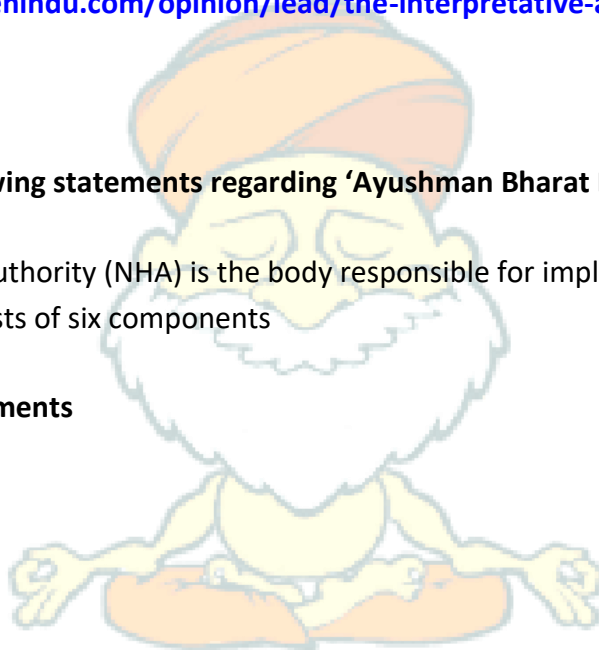 enindu.com/opinion/lead/the-interpretative-a
wing statements regarding ‘Ayushman Bharat
uthority (NHA) is the body responsible for impl
sts of six components
ments